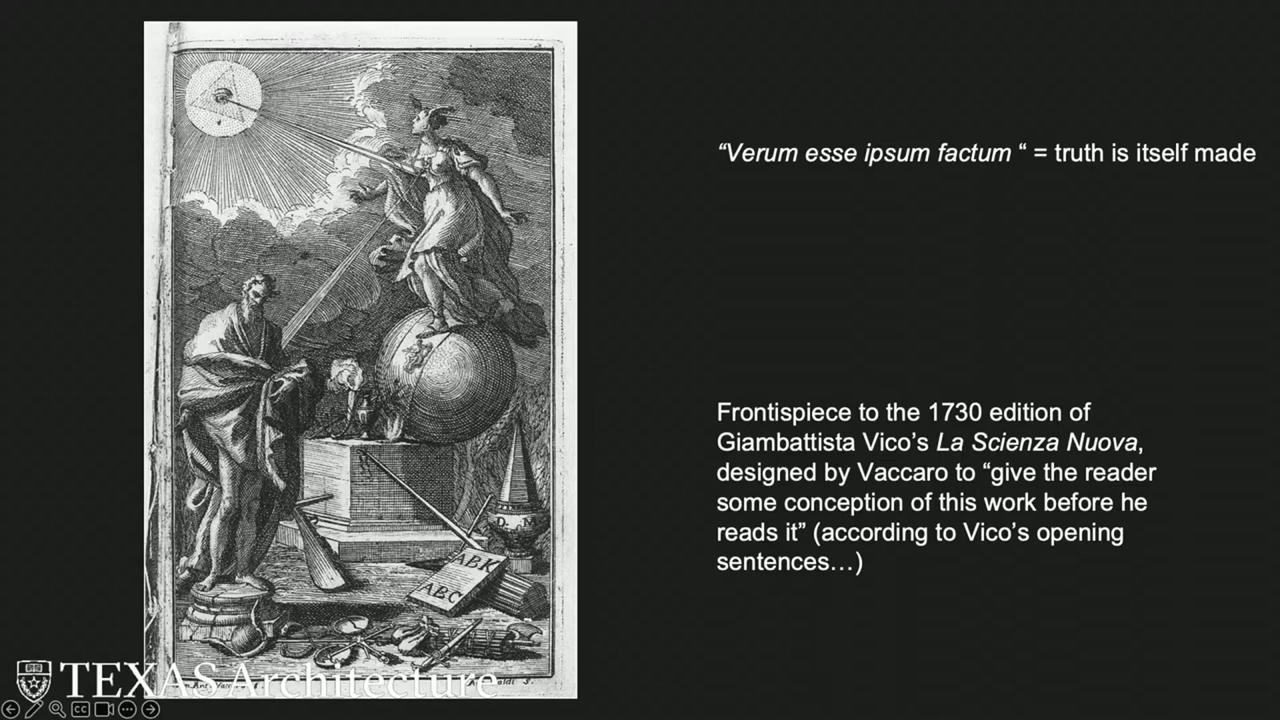 “Verum esse ipsum factum “ = truth is itself made
Frontispiece to the 1730 edition of
Giambattista Vico’s La Scienza Nuova,
designed by Vaccaro to “give the reader
some conception of this work before he
reads it” (according to Vico’s opening
sentences…)
D. M
ABK
ABC
TEXAS Architecture
CC